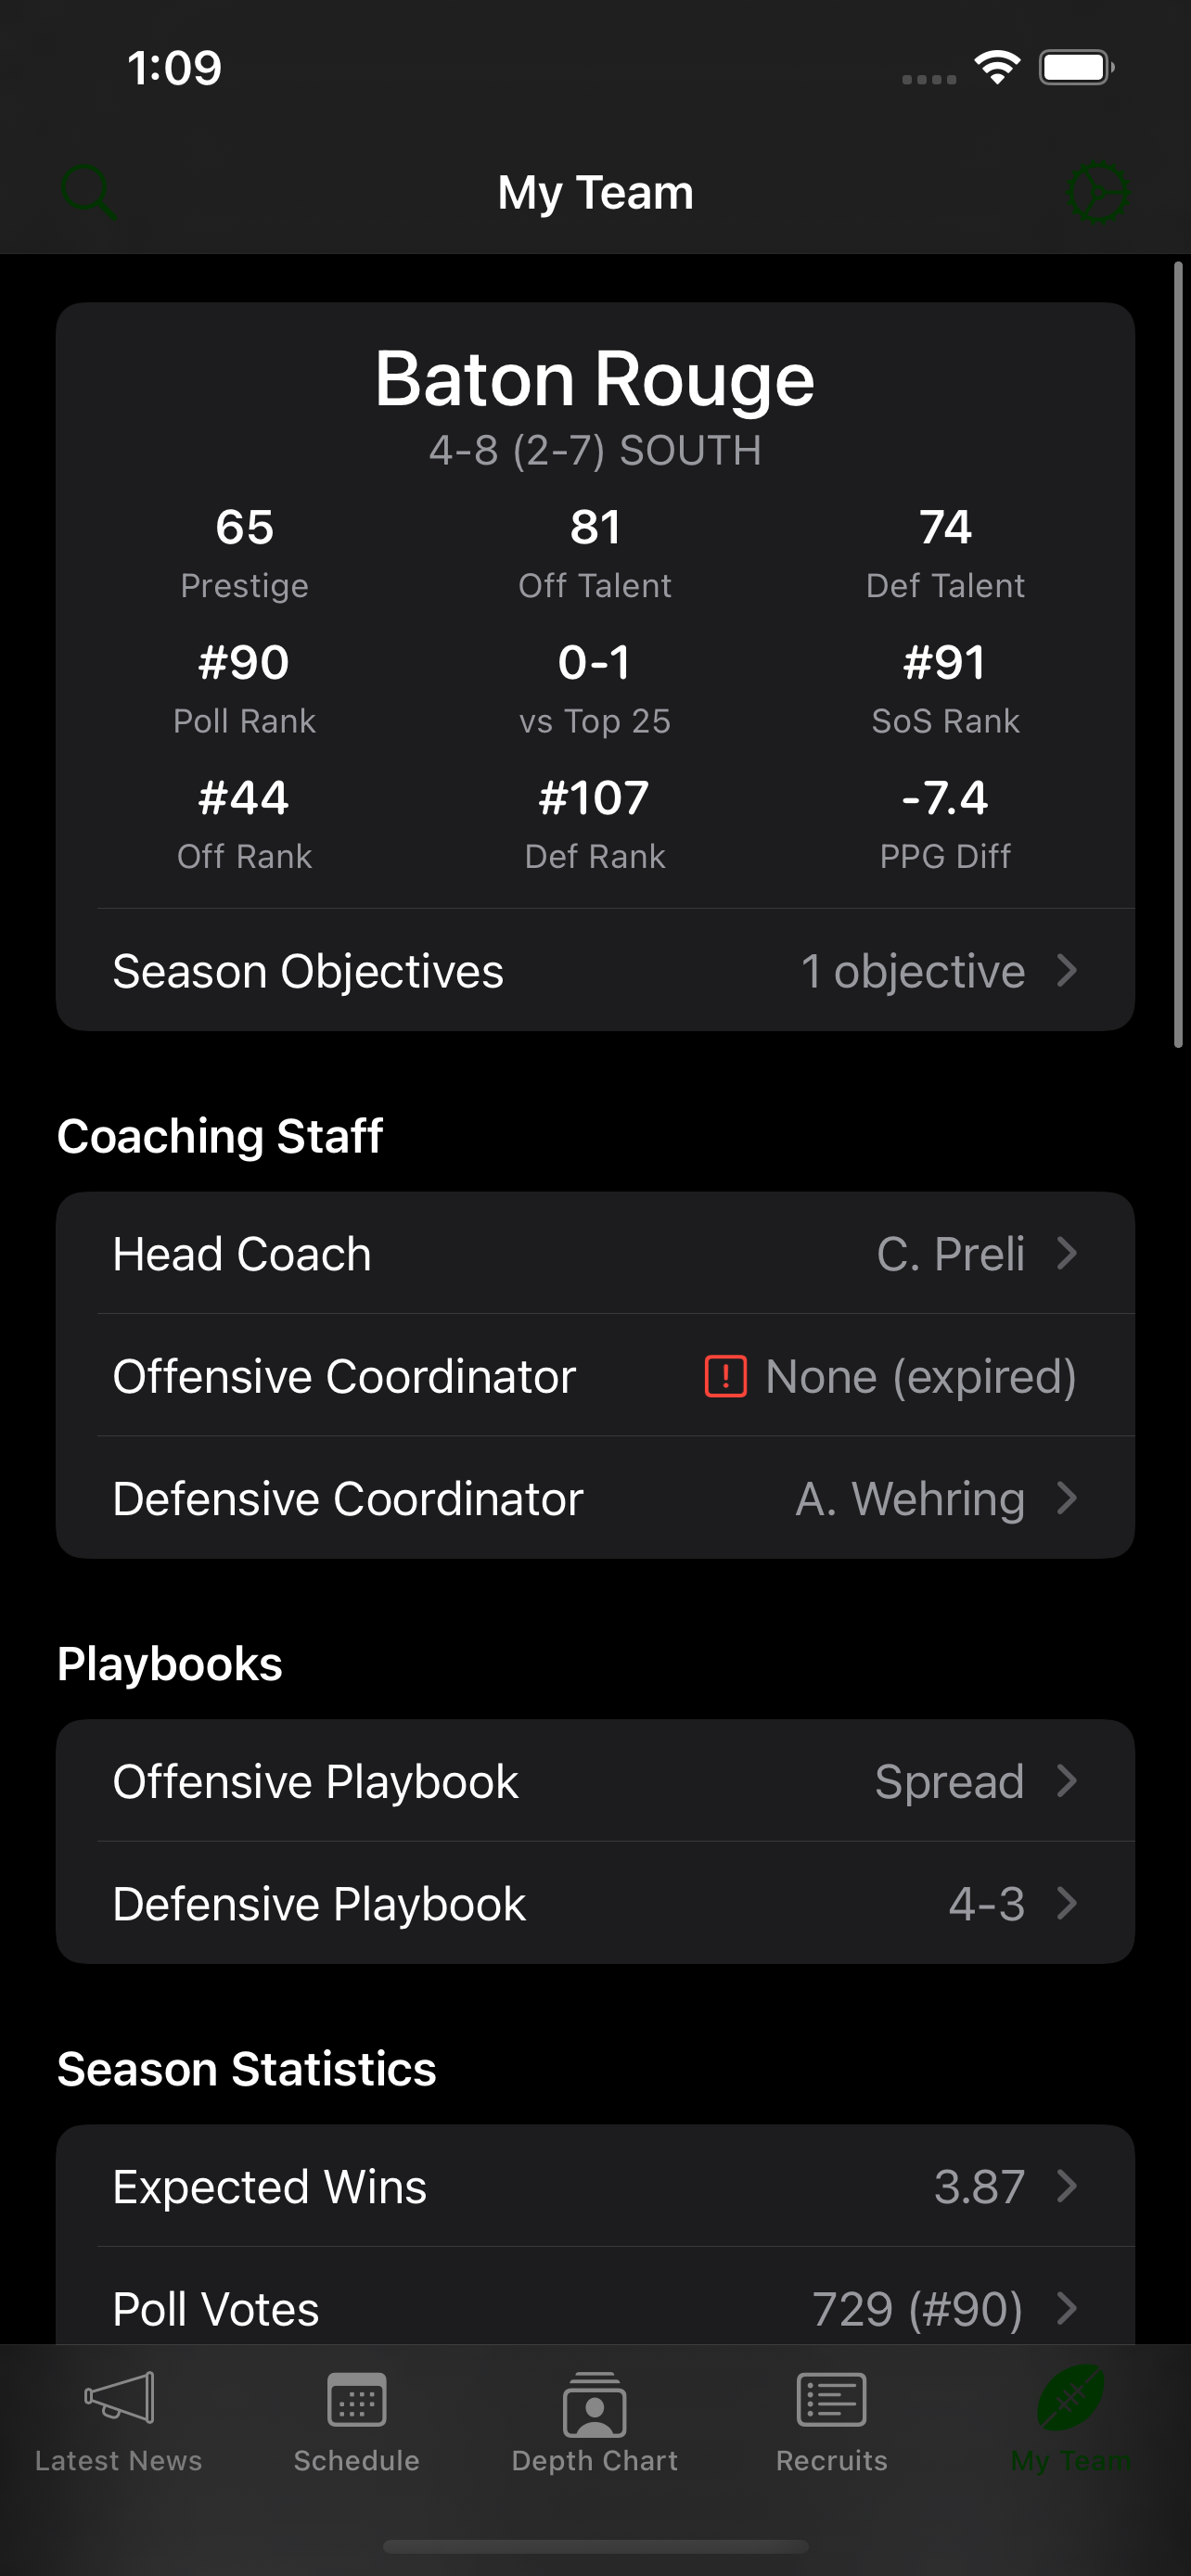 1:09
My Team
Baton Rouge
4-8 (2-7) SOUTH
65 81 74
Prestige Off Talent Def Talent
#90 0-1 #91
Poll Rank vs Top 25 SoS Rank
#44 #107 -7.4
Off Rank Def Rank PPG Diff
Season Objectives 1 objective
Coaching Staff
Head Coach C. Preli
Offensive Coordinator ! None (expired)
Defensive Coordinator A. Wehring
Playbooks
Offensive Playbook Spread
Defensive Playbook 4-3
Season Statistics
Expected Wins 3.87
Poll Votes 729 (#90)
Latest News Schedule Depth Chart Recruits My Team